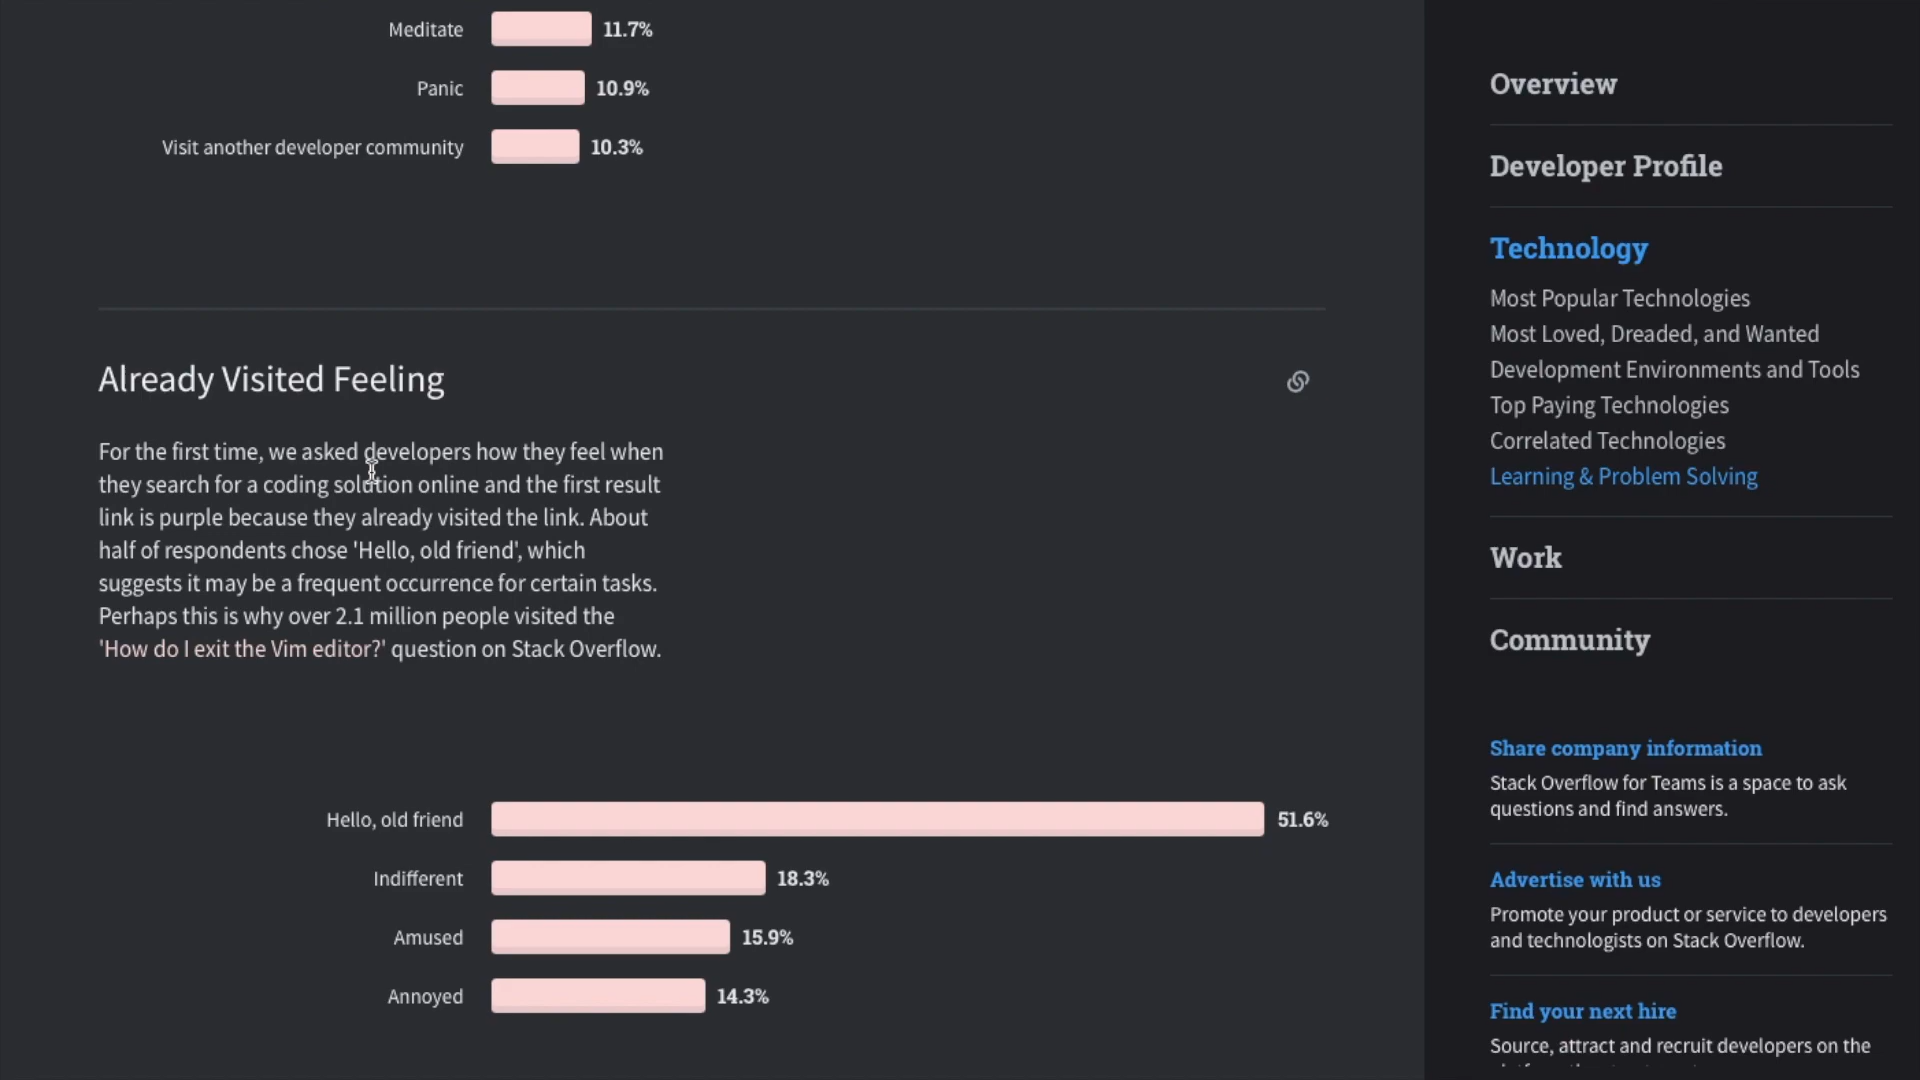 Meditate 11.7%
Panic 10.9%
Visit another developer community 10.3%
Already Visited Feeling
For the first time, we asked developers how they feel when
they search for a coding solution online and the first result
link is purple because they already visited the link. About
half of respondents chose 'Hello, old friend', which
suggests it may be a frequent occurrence for certain tasks.
Perhaps this is why over 2.1 million people visited the
'How do I exit the Vim editor?' question on Stack Overflow.
Hello, old friend 51.6%
Indifferent 18.3%
Amused 15.9%
Annoyed 14.3%
Overview
Developer Profile
Technology
Most Popular Technologies
Most Loved, Dreaded, and Wanted
Development Environments and Tools
Top Paying Technologies
Correlated Technologies
Learning & Problem Solving
Work
Community
Share company information
Stack Overflow for Teams is a space to ask
questions and find answers.
Advertise with us
Promote your product or service to developers
and technologists on Stack Overflow.
Find your next hire
Source, attract and recruit developers on the